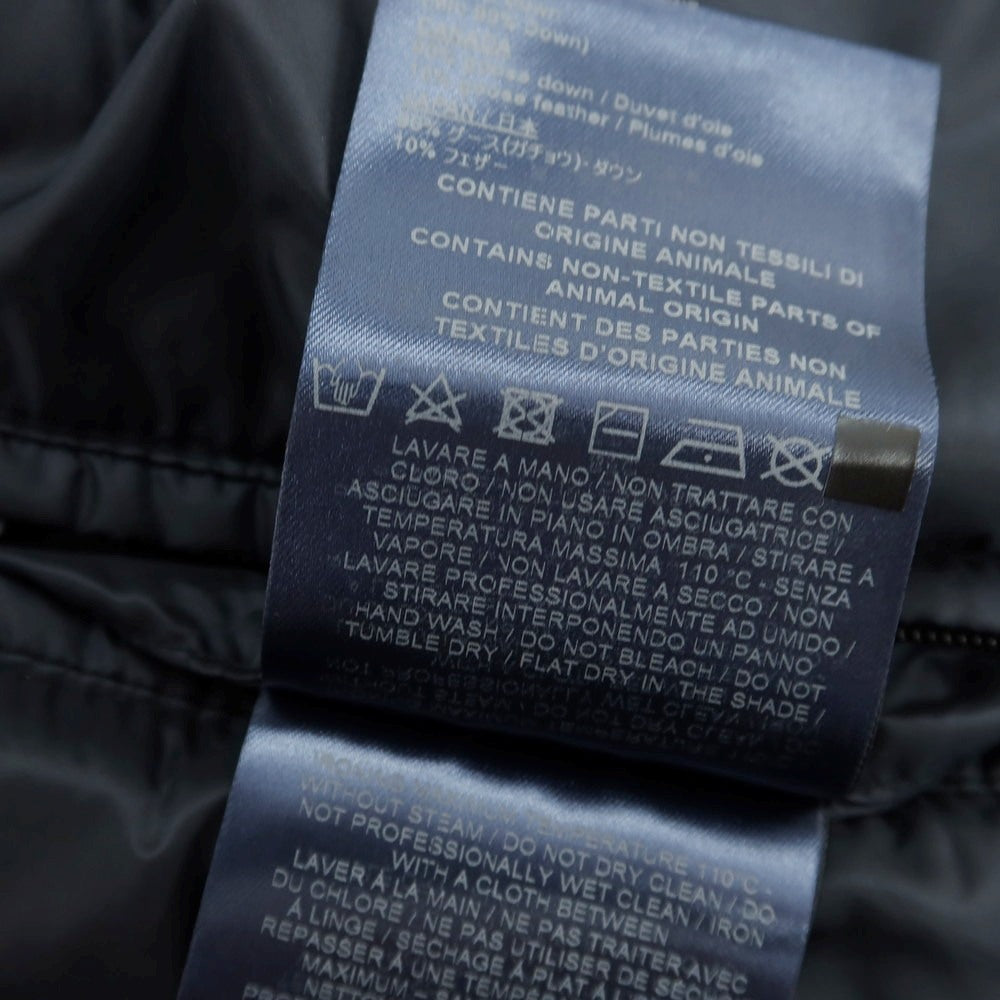 Down)
down / Duvet d'oie
feather / Plumes d'oie
JAPAN / 日本
グース(ガチョウ)・ダウン
10% フェザー
CONTIENE PARTI NON TESSILI DI
ORIGINE ANIMALE
CONTAINS NON-TEXTILE PARTS OF
ANIMAL ORIGIN
CONTIENT DES PARTIES NON
TEXTILES D'ORIGINE ANIMALE
LAVARE A MANO / NON TRATTARE CON
CLORO / NON USARE ASCIUGATRICE /
ASCIUGARE IN PIANO IN OMBRA / STIRARE A
TEMPERATURA MASSIMA 110°C - SENZA
VAPORE / NON LAVARE A SECCO / NON
LAVARE PROFESSIONALMENTE AD UMIDO /
STIRARE INTERPONENDO UN PANNO
HAND WASH / DO NOT BLEACH / DO NOT
TUMBLE DRY / FLAT DRY IN THE SHADE /
TEMPERATURE 110°C -
WITHOUT STEAM / DO NOT DRY CLEAN / DO
NOT PROFESSIONALLY WET CLEAN / IRON
WITH A CLOTH BETWEEN
LAVER À LA MAIN / NE PAS TRAITER AVEC
DU CHLORE / NE PAS UTILISER DE SÈCHE
À LINGE / SÉCHAGE À PLAT À L'
REPASSER À UNE
MAXIMUM -